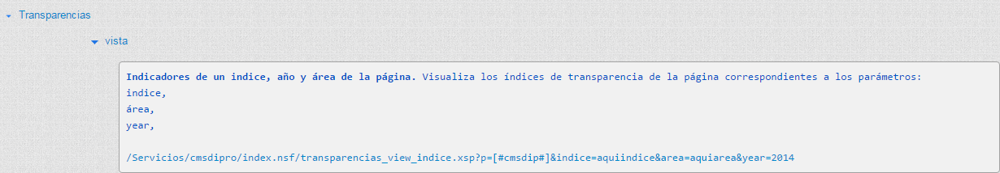 Transparencias
vista
Indicadores de un indice, año y área de la página. Visualiza los índices de transparencia de la página correspondientes a los parámetros:
indice,
área,
year,
/Servicios/cmsdipro/index.nsf/transparencias_view_indice.xsp?p=[#cmsdip#]&indice=aquiindice&area=aquiarea&year=2014